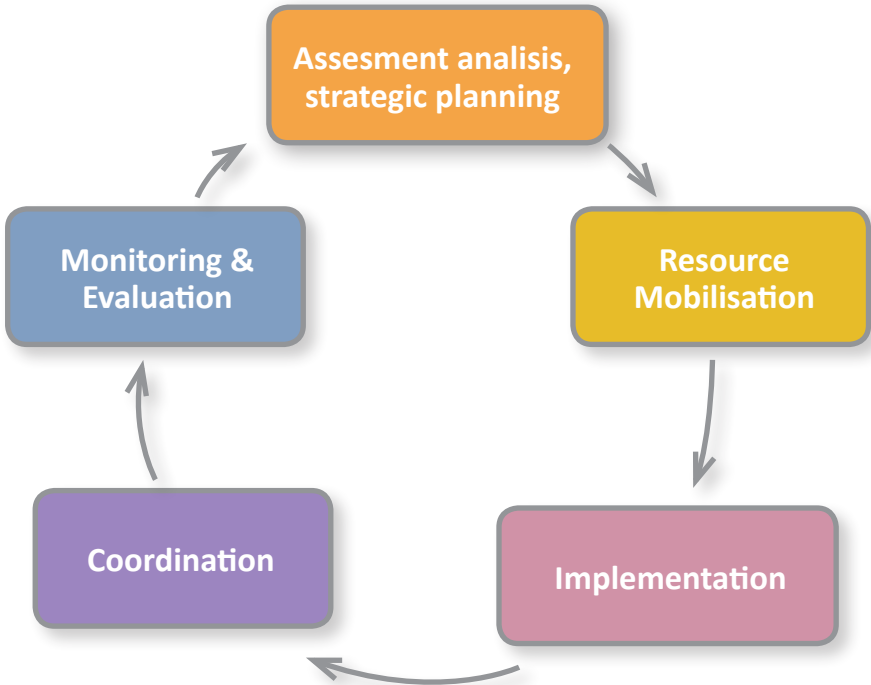 Assesment analisis,
strategic planning
Resource
Mobilisation
Implementation
Coordination
Monitoring &
Evaluation